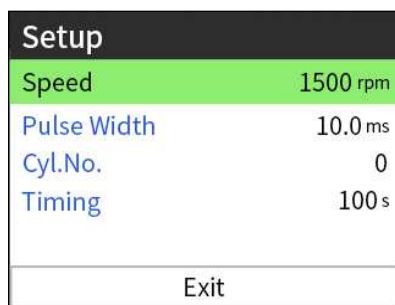 Setup
Speed 1500 rpm
Pulse Width 10.0 ms
Cyl.No. 0
Timing 100 s
Exit